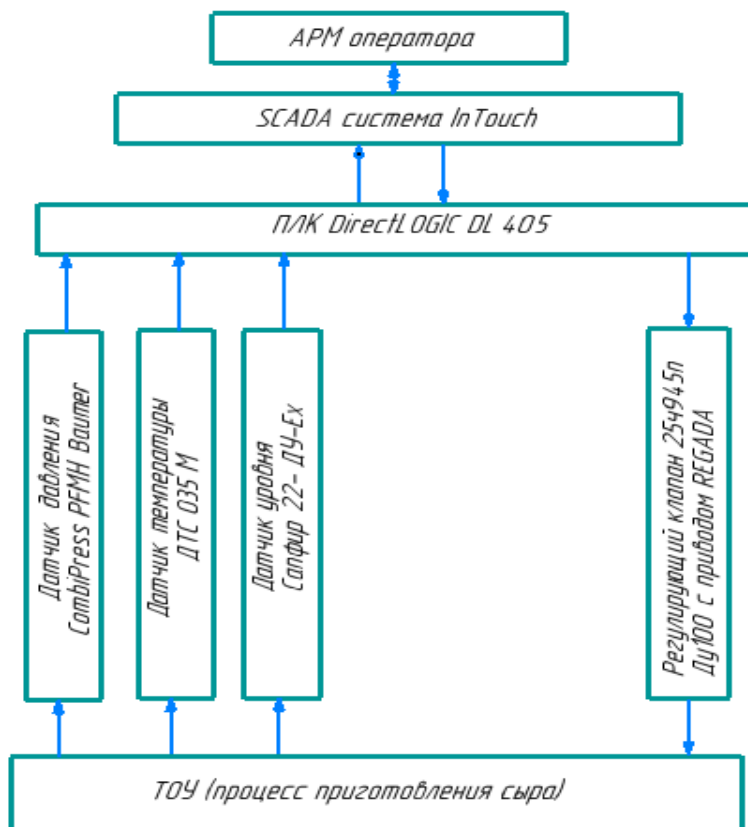 АРМ оператора
SCADA система InTouch
ПЛК DirectLOGIC DL 405
Датчик давления
CombiPress PFMH Baumer
Датчик температуры
ДТС 035 М
Датчик уровня
Сапфир 22- ДУ-Ex
Регулирующий клапан 25ч945п
Ду100 с приводом REGADA
ТОУ (процесс приготовления сыра)